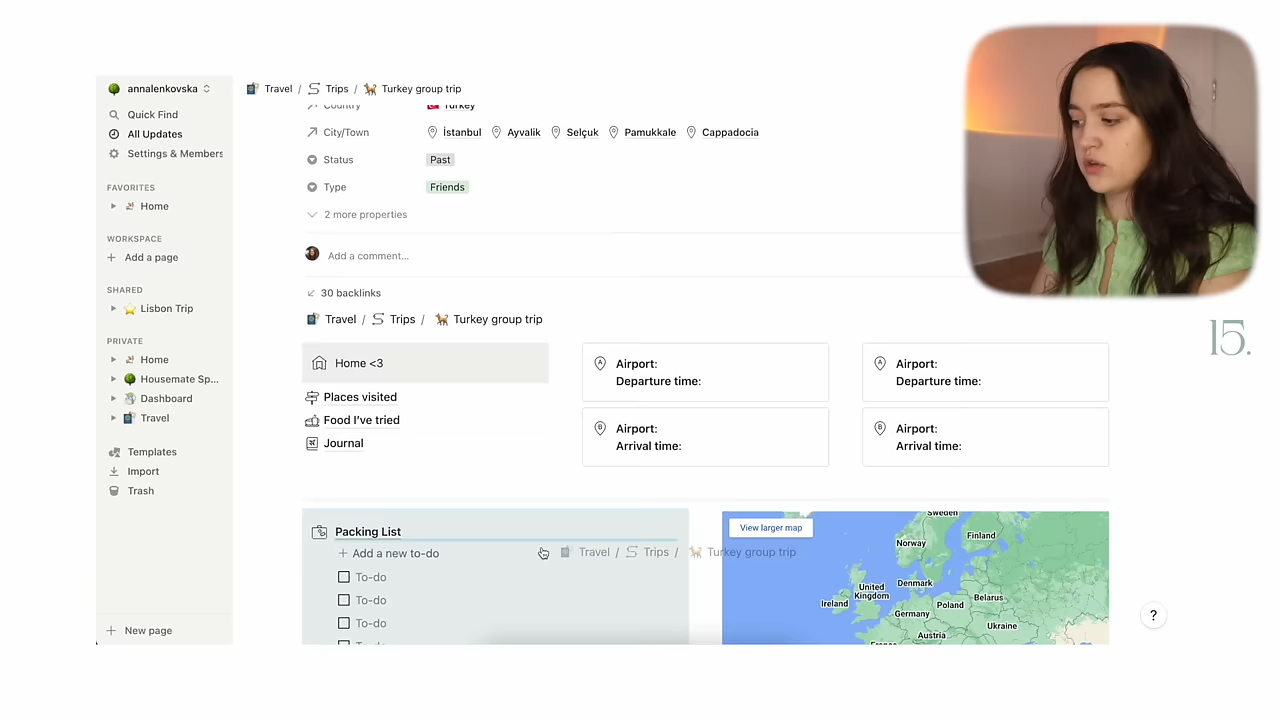 annalenkovska
Travel / Trips / Turkey group trip
Quick Find
All Updates
Settings & Members
FAVORITES
Home
WORKSPACE
+ Add a page
SHARED
Lisbon Trip
PRIVATE
Home
Housemate Sp...
Dashboard
Travel
Templates
Import
Trash
+ New page
Country Turkey
City/Town İstanbul Ayvalik Selçuk Pamukkale Cappadocia
Status Past
Type Friends
2 more properties
Add a comment...
30 backlinks
Travel / Trips / Turkey group trip
Home <3
Places visited
Food I've tried
Journal
A Airport:
Departure time:
B Airport:
Arrival time:
A Airport:
Departure time:
B Airport:
Arrival time:
Packing List
+ Add a new to-do
Travel / Trips / Turkey group trip
To-do
To-do
To-do
To-do
View larger map
Sweden
Norway
Finland
United
Kingdom
Denmark
Ireland
Belarus
Poland
Germany
Ukraine
Austria
France
?
15.